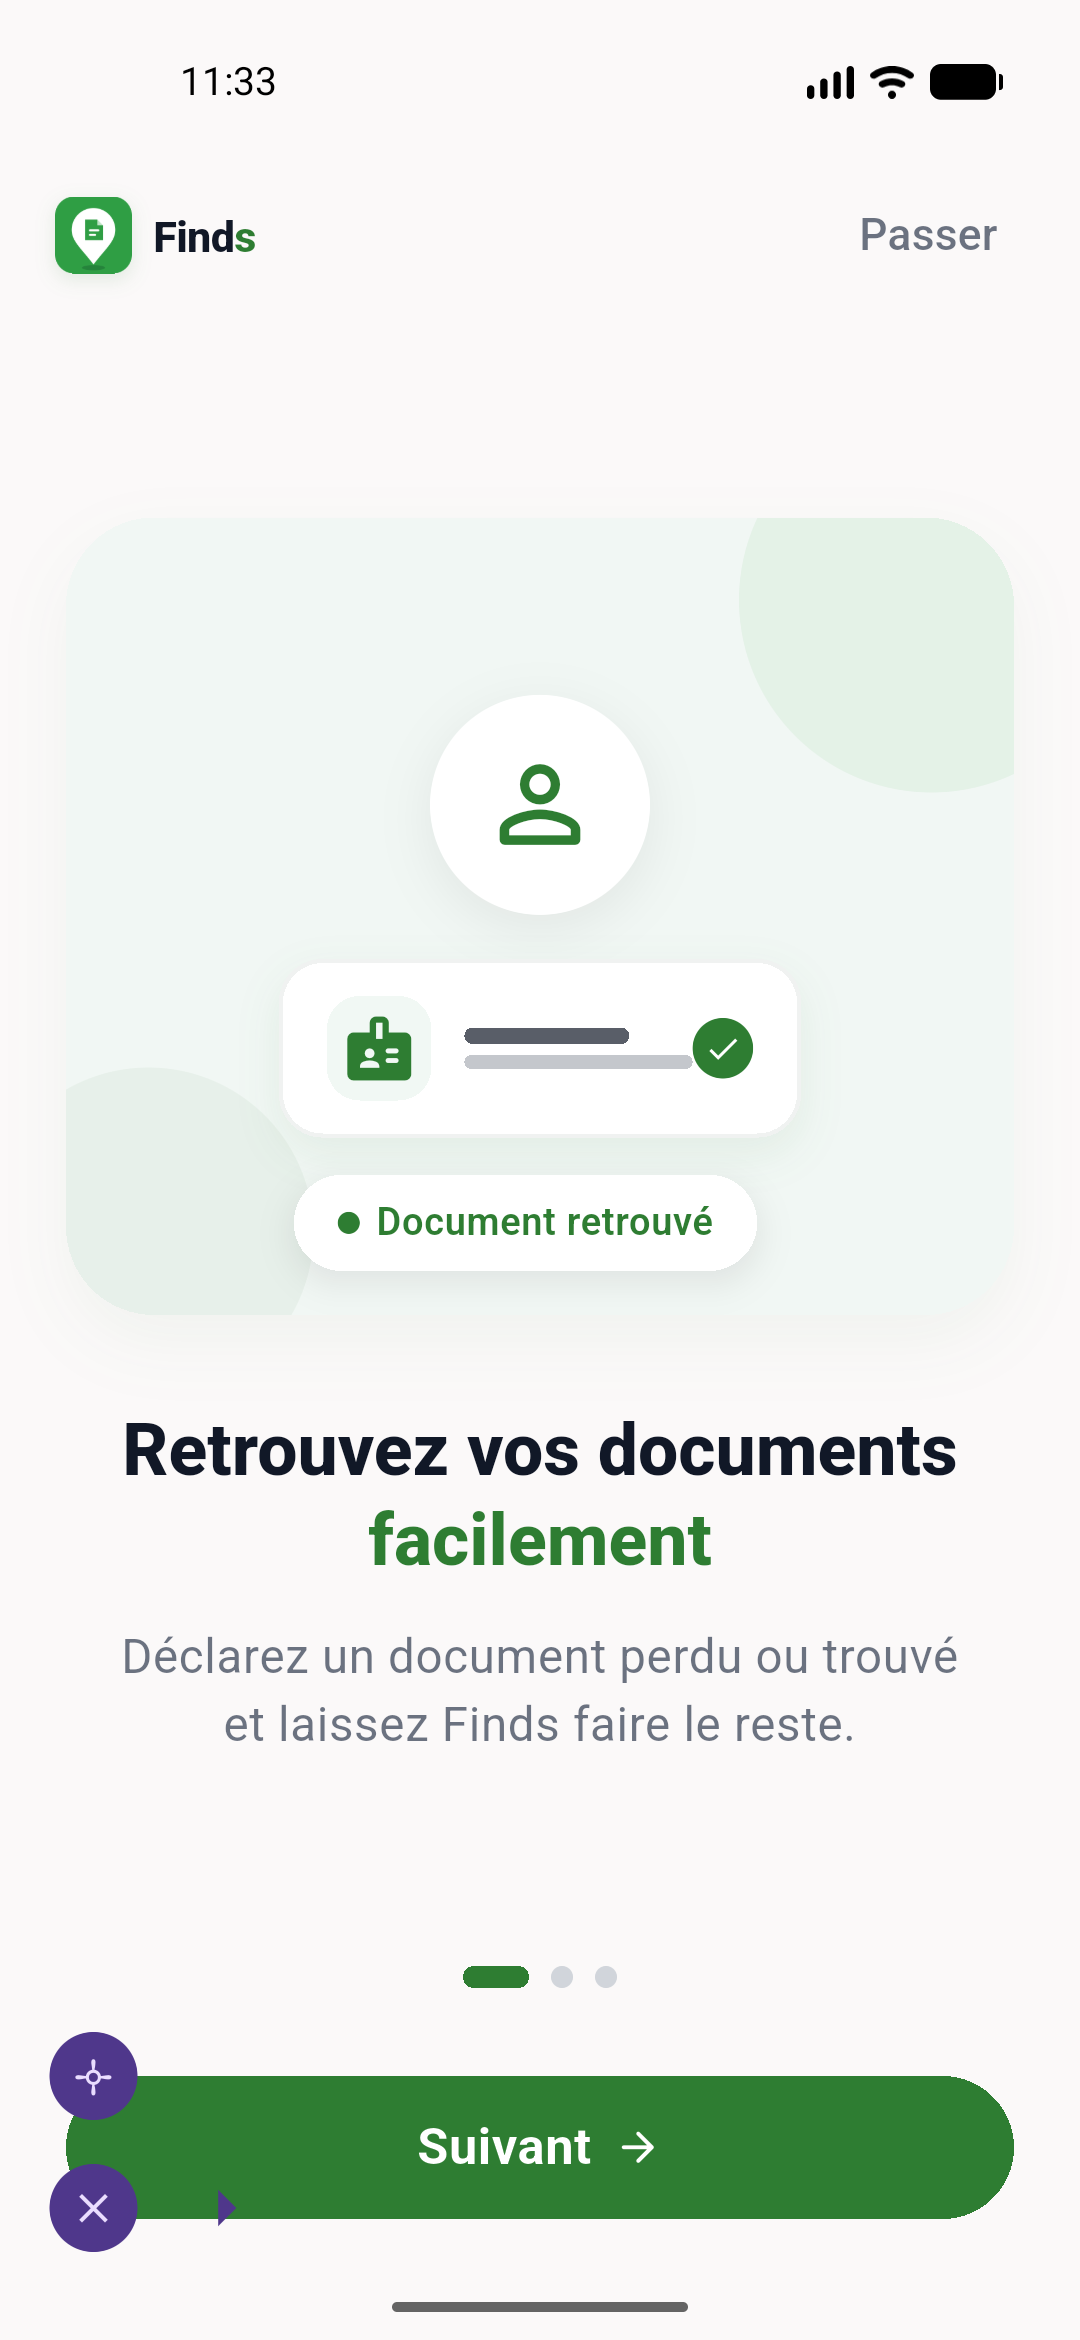 11:33
Finds
Passer
Document retrouvé
Retrouvez vos documents
facilement
Déclarez un document perdu ou trouvé
et laissez Finds faire le reste.
Suivant